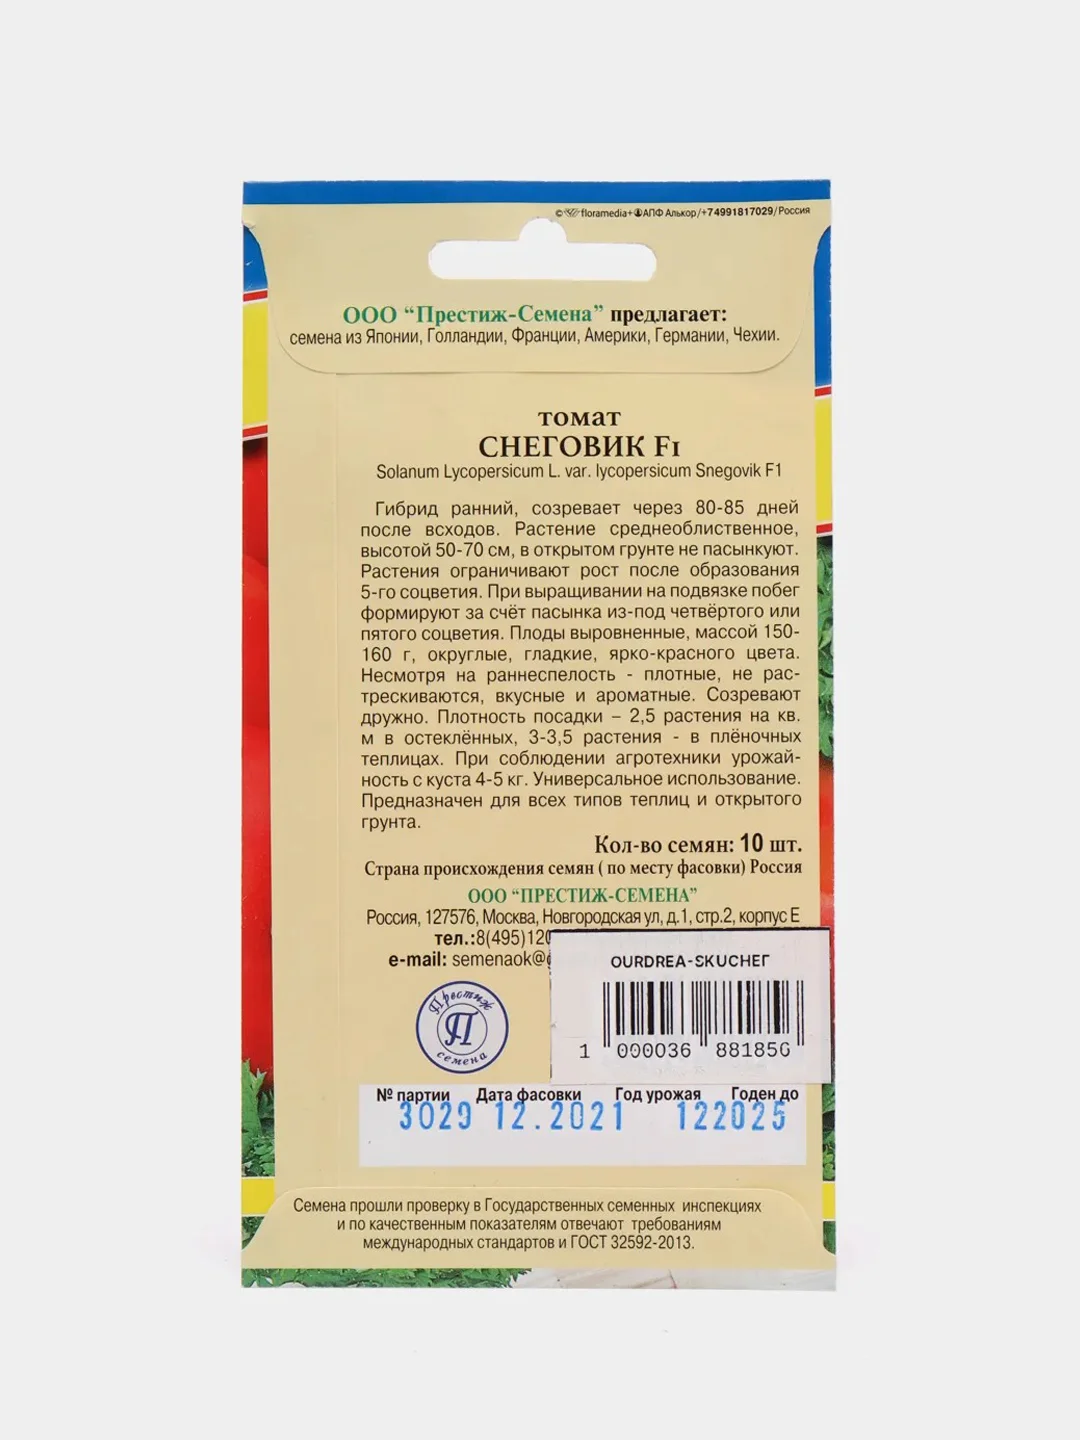 © floramedia+ АПФ Алькор/+74991817029/Россия
ООО “Престиж-Семена” предлагает:
семена из Японии, Голландии, Франции, Америки, Германии, Чехии.
томат
СНЕГОВИК F1
Solanum Lycopersicum L. var. lycopersicum Snegovik F1
Гибрид ранний, созревает через 80-85 дней
после всходов. Растение среднеоблиственное,
высотой 50-70 см, в открытом грунте не пасынкуют.
Растения ограничивают рост после образования
5-го соцветия. При выращивании на подвязке побег
формируют за счёт пасынка из-под четвёртого или
пятого соцветия. Плоды выровненные, массой 150-
160 г, округлые, гладкие, ярко-красного цвета.
Несмотря на раннеспелость - плотные, не рас-
трескиваются, вкусные и ароматные. Созревают
дружно. Плотность посадки – 2,5 растения на кв.
м в остеклённых, 3-3,5 растения - в плёночных
теплицах. При соблюдении агротехники урожай-
ность с куста 4-5 кг. Универсальное использование.
Предназначен для всех типов теплиц и открытого
грунта.
Кол-во семян: 10 шт.
Страна происхождения семян ( по месту фасовки) Россия
ООО “ПРЕСТИЖ-СЕМЕНА”
Россия, 127576, Москва, Новгородская ул, д.1, стр.2, корпус Е
тел.:8(495)120
e-mail: semenaok@
OURDREA-SKUCHEГ
1 000036 881856
Престиж
П
семена
№ партии Дата фасовки Год урожая Годен до
3029 12.2021 122025
Семена прошли проверку в Государственных семенных инспекциях
и по качественным показателям отвечают требованиям
международных стандартов и ГОСТ 32592-2013.